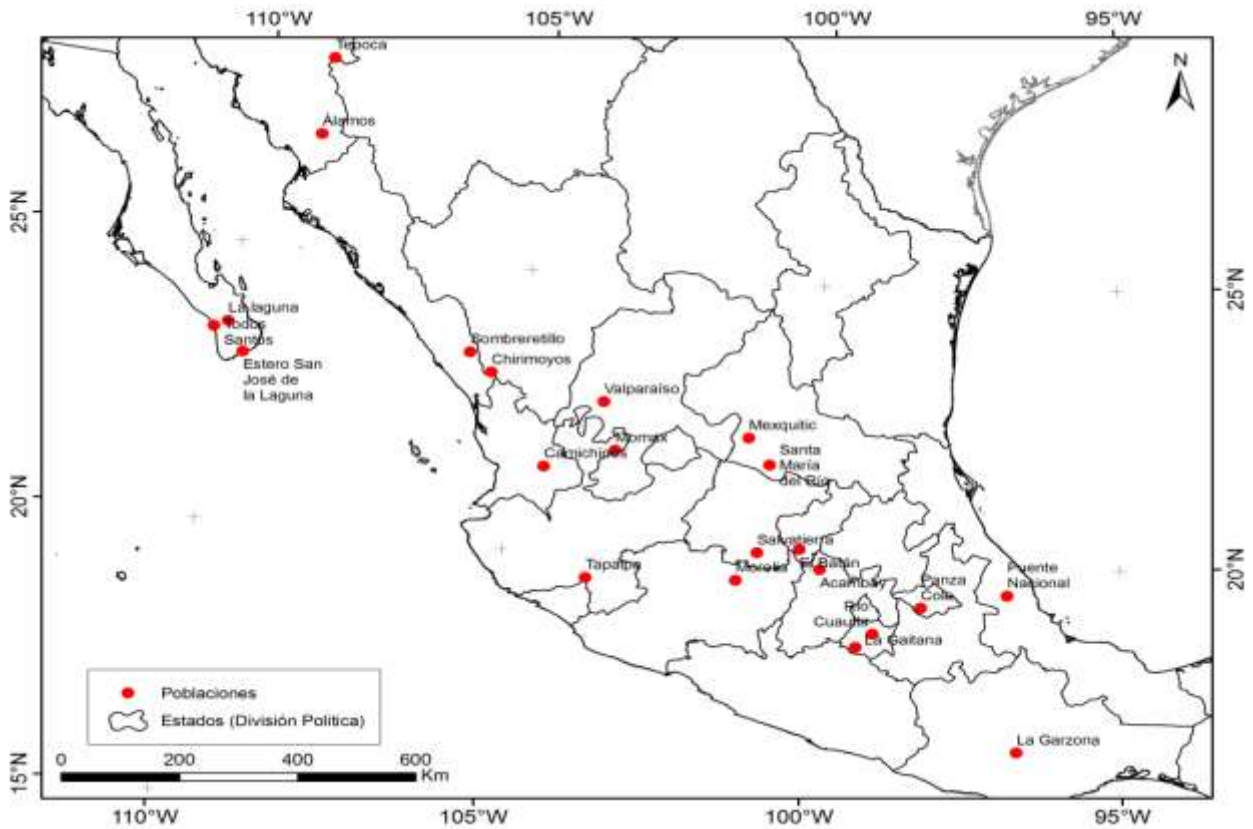 110°W 105°W 100°W 95°W
N
Tepoca
Álamos
25°N
25°N
La laguna
Todos
Santos
Estero San
José de
la Laguna
Sombreretillo
Chirimoyos
Valparaíso
Momax
Mexquitic
Camichines
Santa
María
del Río
20°N
20°N
Salvatierra
Morelia
El Batán
Acambay
Tapalpa
Panza
Cola
Puente
Nacional
Río
Cuautla
La Gaitana
La Garzona
Poblaciones
Estados (División Política)
0 200 400 600
Km
15°N
110°W 105°W 100°W 95°W